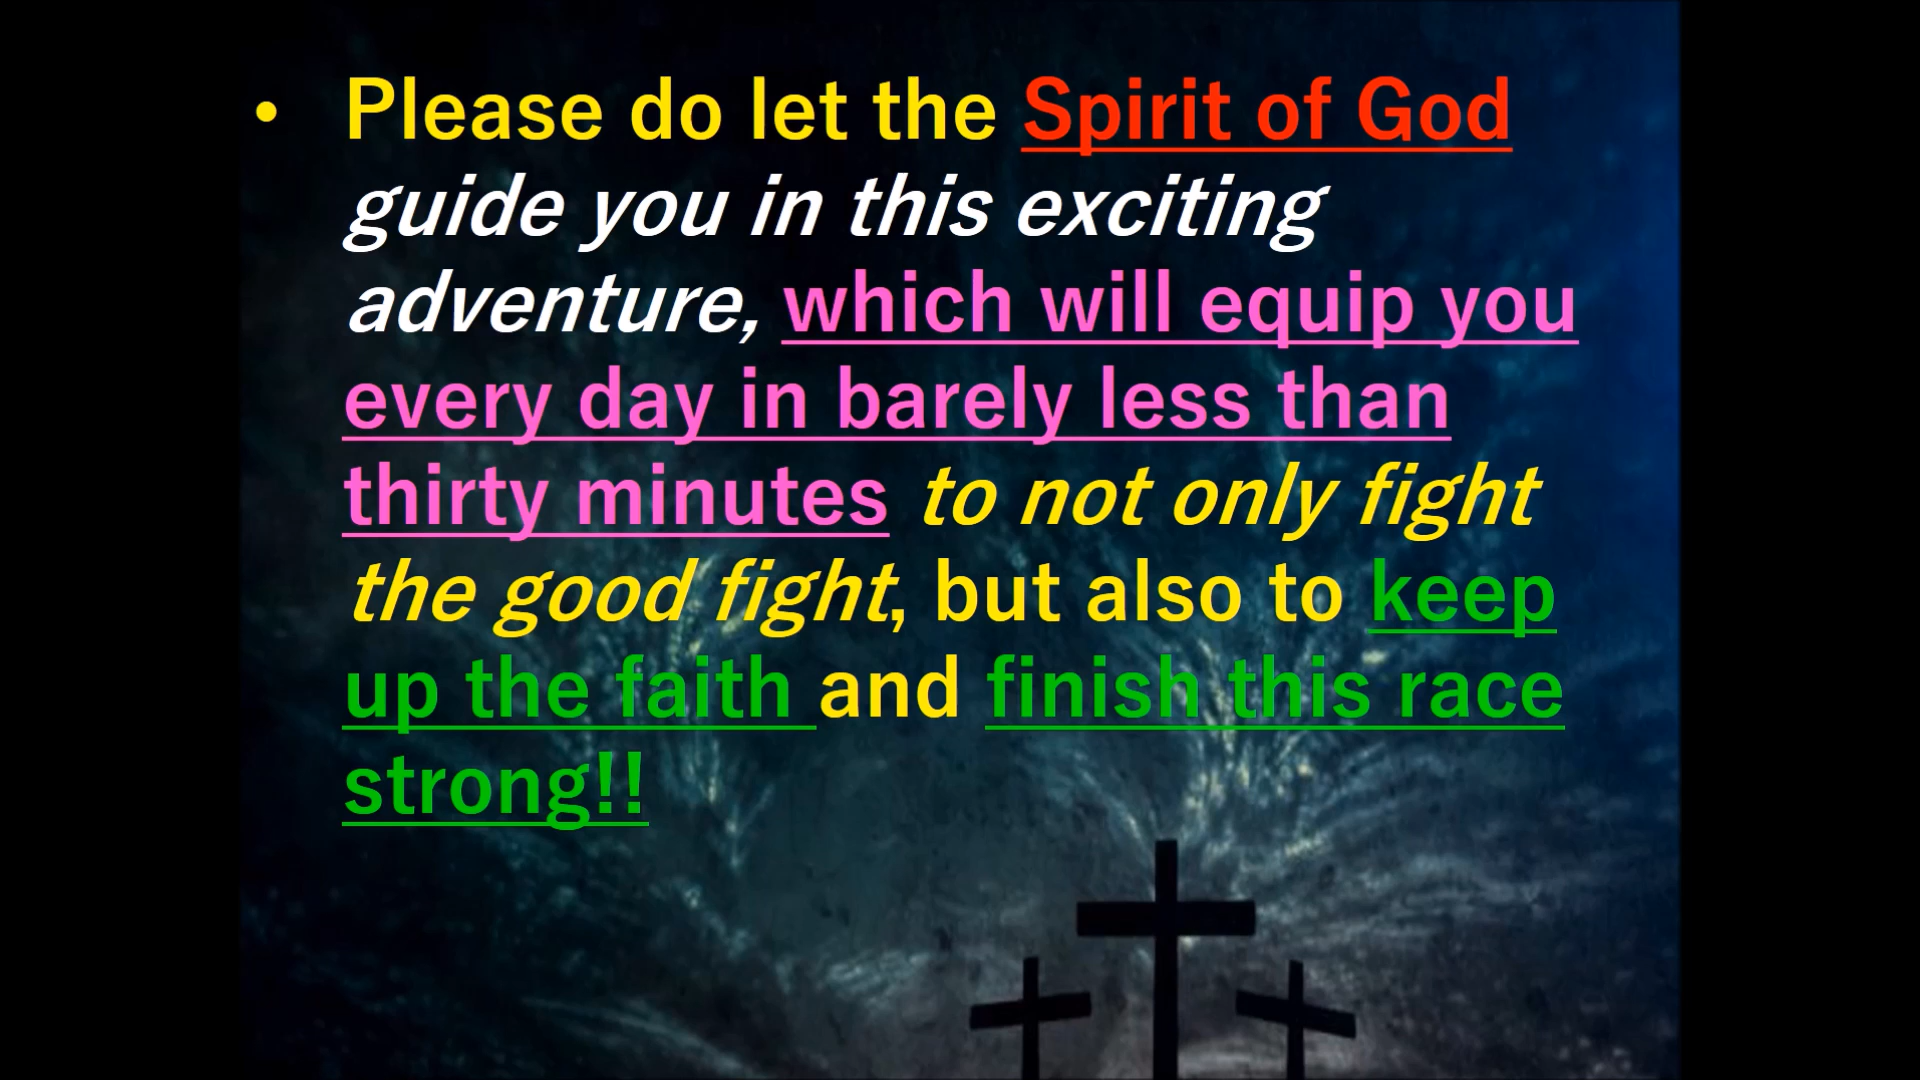 • Please do let the Spirit of God
guide you in this exciting
adventure, which will equip you
every day in barely less than
thirty minutes to not only fight
the good fight, but also to keep
up the faith and finish this race
strong!!